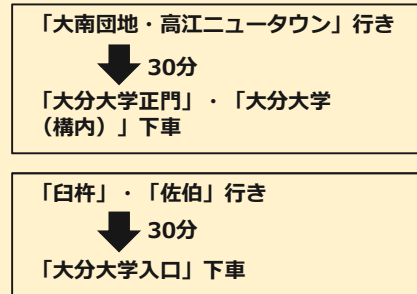 「大南団地・高江ニュータウン」行き
30分
「大分大学正門」・「大分大学
（構内）」下車
「臼杵」・「佐伯」行き
30分
「大分大学入口」下車